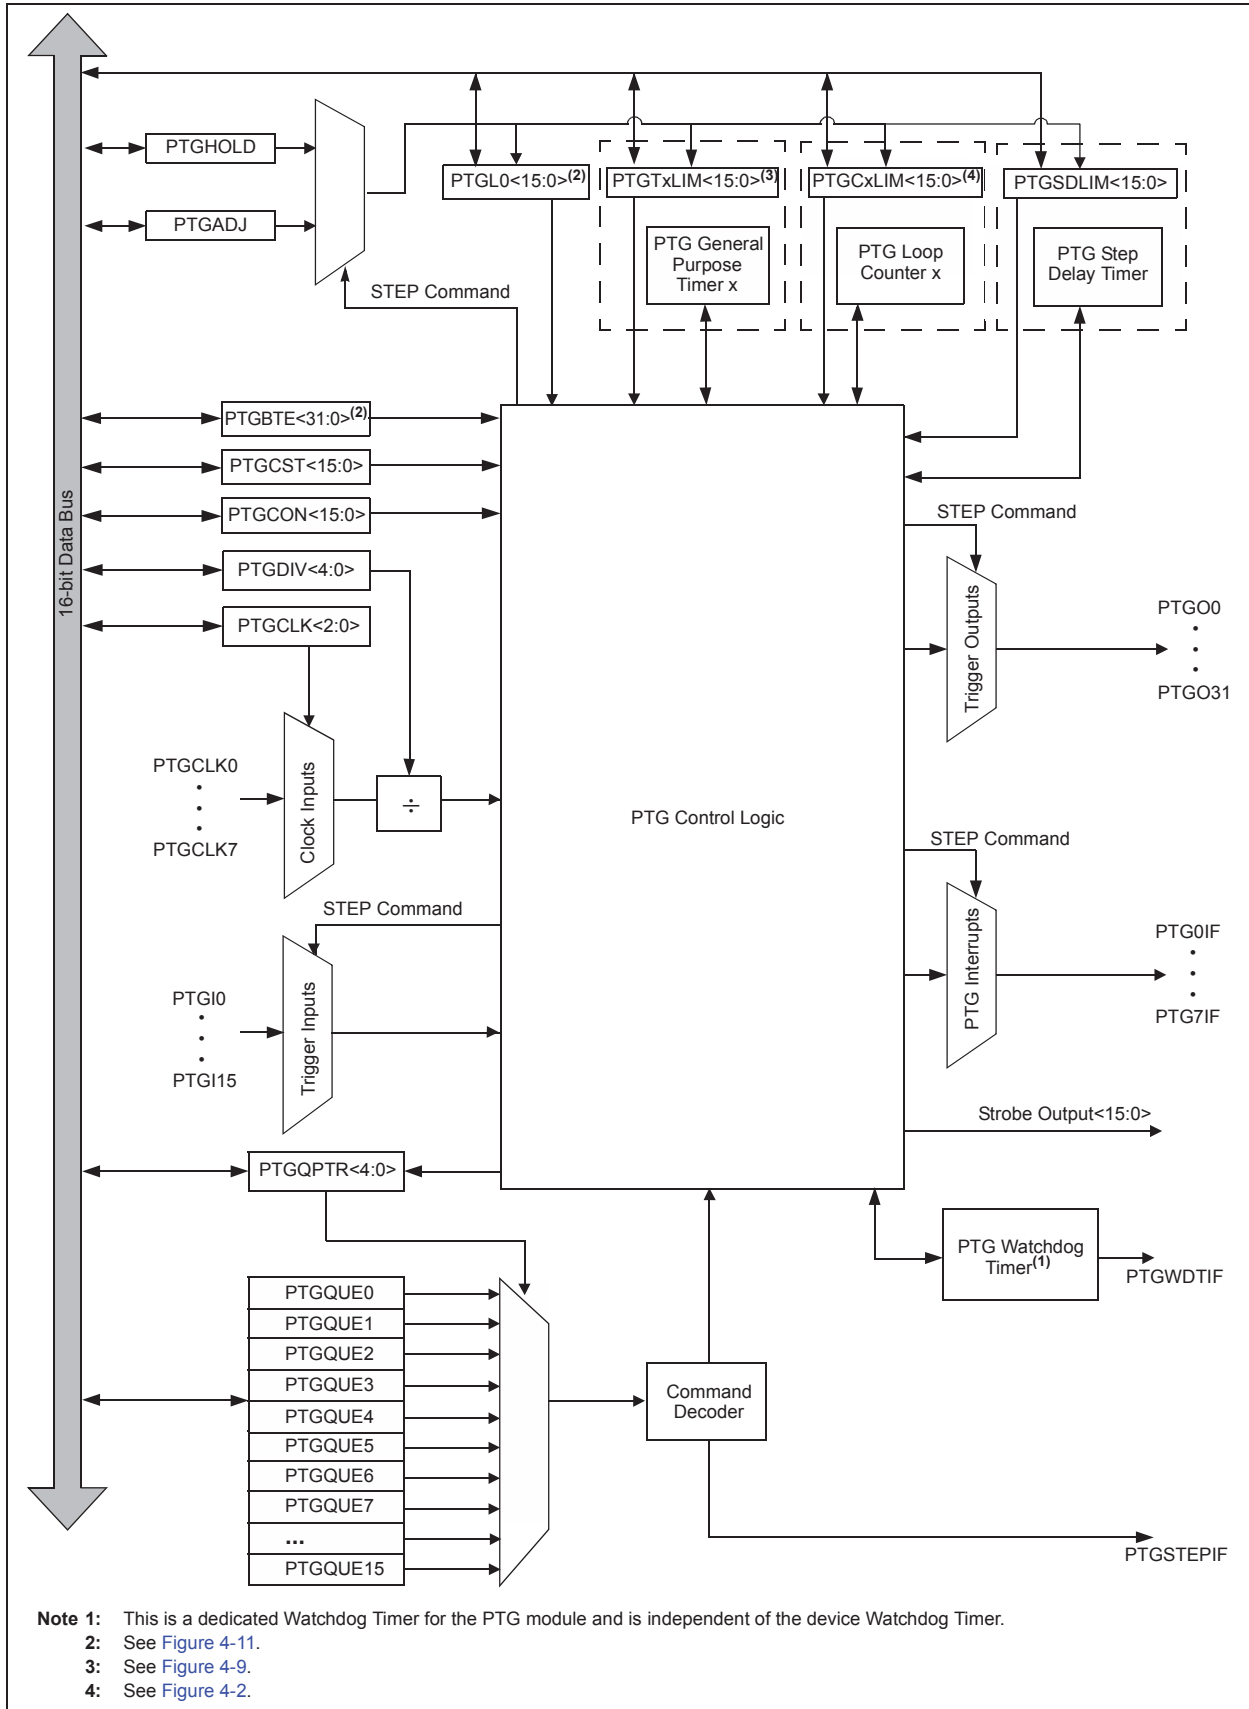 16-bit Data Bus
PTGHOLD
PTGADJ
STEP Command
PTGL0<15:0>(2)
PTGTxLIM<15:0>(3)
PTGCxLIM<15:0>(4)
PTGSDLIM<15:0>
PTG General
Purpose
Timer x
PTG Loop
Counter x
PTG Step
Delay Timer
PTGBTE<31:0>(2)
PTGCST<15:0>
PTGCON<15:0>
PTGDIV<4:0>
PTGCLK<2:0>
PTGCLK0
•
•
•
PTGCLK7
Clock Inputs
÷
STEP Command
PTGI0
•
•
•
PTGI15
Trigger Inputs
PTG Control Logic
STEP Command
Trigger Outputs
PTGO0
•
•
•
PTGO31
STEP Command
PTG Interrupts
PTG0IF
•
•
•
PTG7IF
Strobe Output<15:0>
PTGQPTR<4:0>
PTG Watchdog
Timer(1)
PTGWDTIF
PTGQUE0
PTGQUE1
PTGQUE2
PTGQUE3
PTGQUE4
PTGQUE5
PTGQUE6
PTGQUE7
...
PTGQUE15
Command
Decoder
PTGSTEPIF
Note 1: This is a dedicated Watchdog Timer for the PTG module and is independent of the device Watchdog Timer.
2: See Figure 4-11.
3: See Figure 4-9.
4: See Figure 4-2.